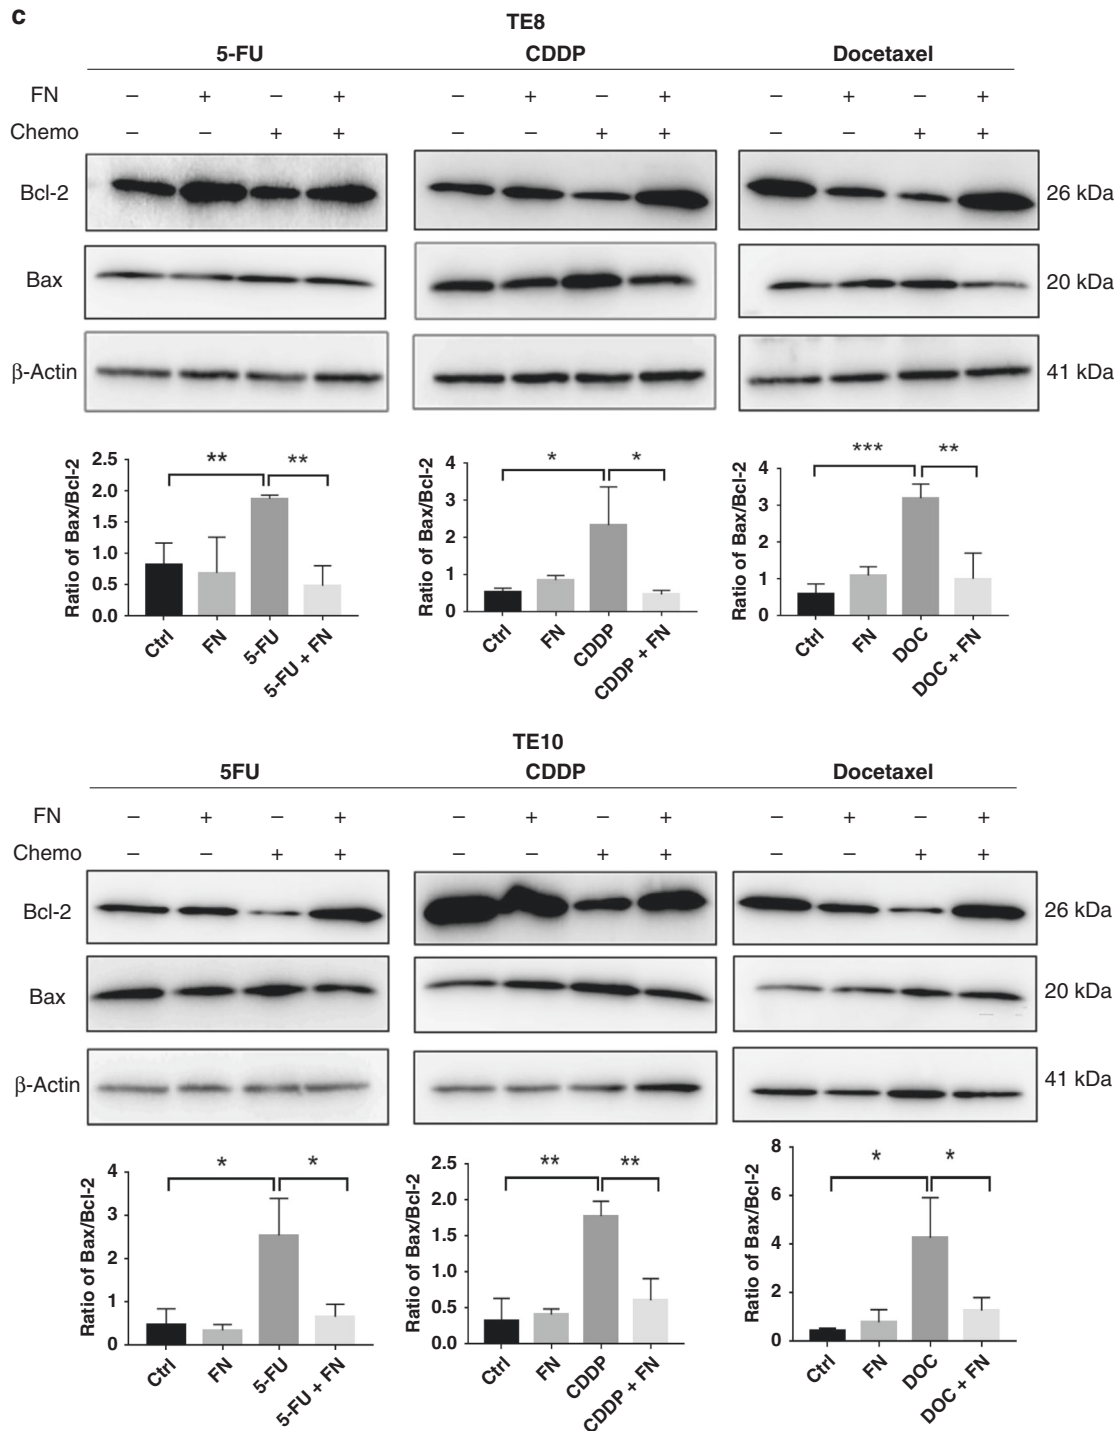 c
TE8
5-FU CDDP Docetaxel
FN − + − + − + − + − + − +
Chemo − − + + − − + + − − + +
Bcl-2 26 kDa
Bax 20 kDa
β-Actin 41 kDa
Ratio of Bax/Bcl-2
2.5
2.0
1.5
1.0
0.5
0.0
** **
Ctrl FN 5-FU 5-FU + FN
Ratio of Bax/Bcl-2
4
3
2
1
0
* *
Ctrl FN CDDP CDDP + FN
Ratio of Bax/Bcl-2
4
3
2
1
0
*** **
Ctrl FN DOC DOC + FN
TE10
5FU CDDP Docetaxel
FN − + − + − + − + − + − +
Chemo − − + + − − + + − − + +
Bcl-2 26 kDa
Bax 20 kDa
β-Actin 41 kDa
Ratio of Bax/Bcl-2
4
3
2
1
0
* *
Ctrl FN 5-FU 5-FU + FN
Ratio of Bax/Bcl-2
2.5
2.0
1.5
1.0
0.5
0.0
** **
Ctrl FN CDDP CDDP + FN
Ratio of Bax/Bcl-2
8
6
4
2
0
* *
Ctrl FN DOC DOC + FN